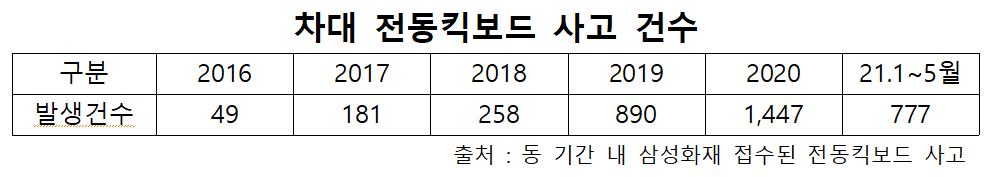 차대 전동킥보드 사고 건수
구분 2016 2017 2018 2019 2020 21.1~5월
발생건수 49 181 258 890 1,447 777
출처 : 동 기간 내 삼성화재 접수된 전동킥보드 사고